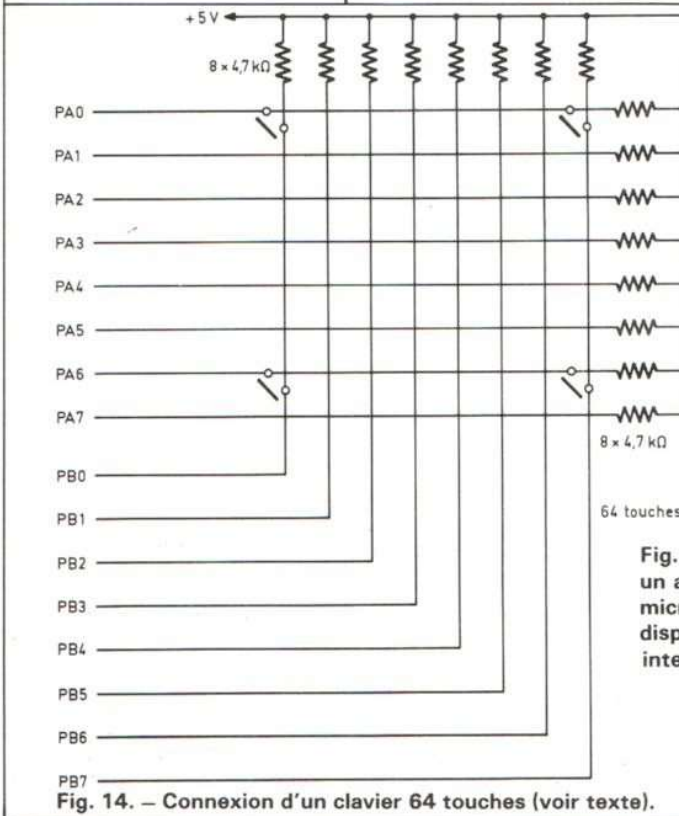 +5V
8 × 4,7 kΩ
PA0
PA1
PA2
PA3
PA4
PA5
PA6
PA7
8 × 4,7 kΩ
PB0
PB1
64 touches
PB2
Fig.
un a
PB3
micr
disp
PB4
inte
PB5
PB6
PB7
Fig. 14. – Connexion d'un clavier 64 touches (voir texte).